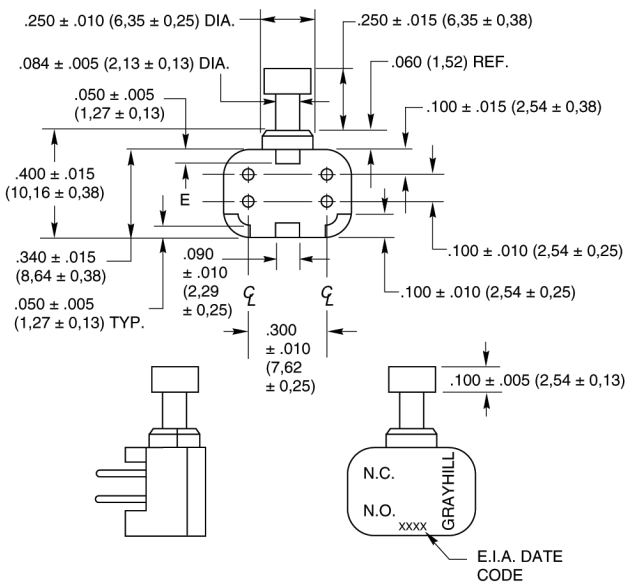 .250 ± .010 (6,35 ± 0,25) DIA.
.250 ± .015 (6,35 ± 0,38)
.084 ± .005 (2,13 ± 0,13) DIA.
.060 (1,52) REF.
.050 ± .005
(1,27 ± 0,13)
.100 ± .015 (2,54 ± 0,38)
.400 ± .015
(10,16 ± 0,38)
E
.340 ± .015
(8,64 ± 0,38)
.090
± .010
(2,29
± 0,25)
.100 ± .010 (2,54 ± 0,25)
.050 ± .005
(1,27 ± 0,13) TYP.
CL
CL
.100 ± .010 (2,54 ± 0,25)
.300
± .010
(7,62
± 0,25)
.100 ± .005 (2,54 ± 0,13)
N.C.
N.O.
XXXX
GRAYHILL
E.I.A. DATE
CODE